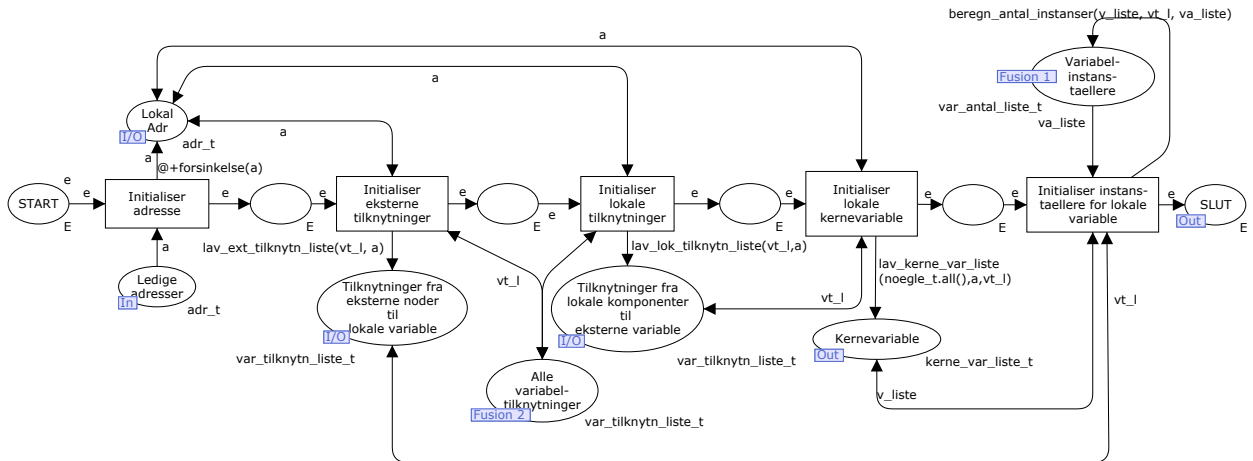 beregn_antal_instanser(v_liste, vt_l, va_liste)
a
a
Variabel-
instans-
taellere
Fusion 1
var_antal_liste_t
va_liste
Lokal
Adr
I/O
adr_t
a
a
@+forsinkelse(a)
START
E
e
e
Initialiser
adresse
e
e
E
Initialiser
eksterne
tilknytninger
e
e
E
Initialiser
lokale
tilknytninger
e
e
E
Initialiser
lokale
kernevariable
e
e
E
Initialiser instans-
taellere for lokale
variable
e
SLUT
Out
E
a
Ledige
adresser
In
adr_t
lav_ext_tilknytn_liste(vt_l, a)
Tilknytninger fra
eksterne noder
til
lokale variable
I/O
var_tilknytn_liste_t
vt_l
Alle
variabel-
tilknytninger
Fusion 2
var_tilknytn_liste_t
lav_lok_tilknytn_liste(vt_l,a)
Tilknytninger fra
lokale komponenter
til
eksterne variable
I/O
var_tilknytn_liste_t
vt_l
lav_kerne_var_liste
(noegle_t.all(),a,vt_l)
Kernevariable
Out
kerne_var_liste_t
v_liste
vt_l